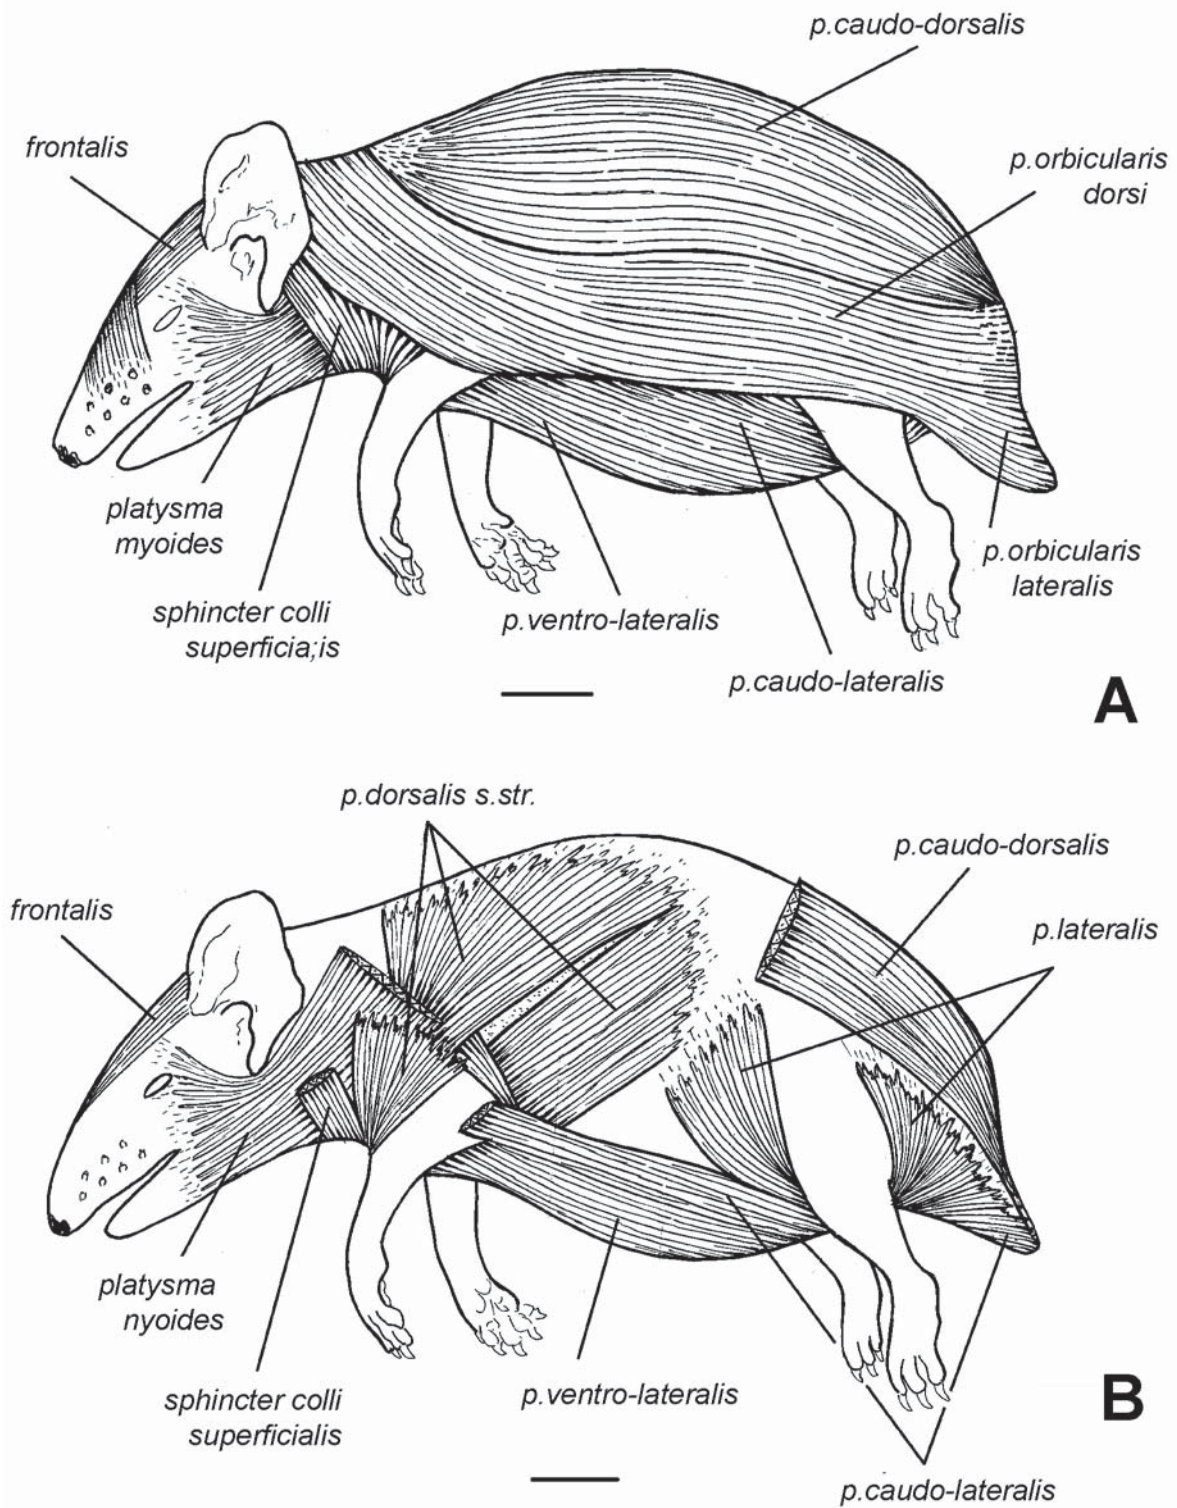 p.caudo-dorsalis
frontalis
p.orbicularis
dorsi
platysma
myoides
p.orbicularis
lateralis
sphincter colli
superficia;is
p.ventro-lateralis
p.caudo-lateralis
A
p.dorsalis s.str.
p.caudo-dorsalis
frontalis
p.lateralis
platysma
nyoides
sphincter colli
superficialis
p.ventro-lateralis
B
p.caudo-lateralis